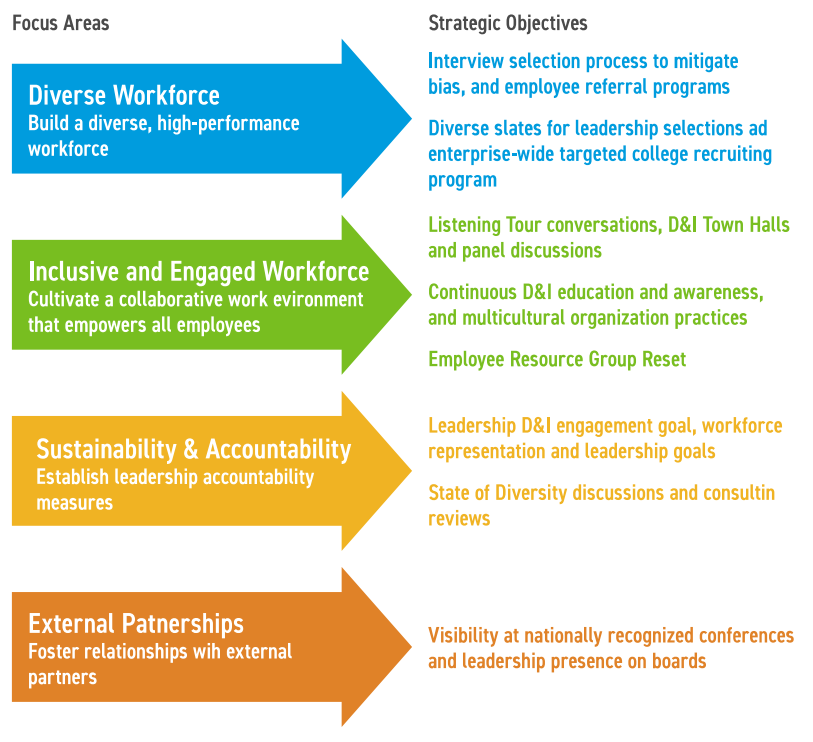 Focus Areas
Strategic Objectives
Diverse Workforce
Build a diverse, high-performance
workforce
Interview selection process to mitigate
bias, and employee referral programs
Diverse slates for leadership selections ad
enterprise-wide targeted college recruiting
program
Inclusive and Engaged Workforce
Cultivate a collaborative work evironment
that empowers all employees
Listening Tour conversations, D&I Town Halls
and panel discussions
Continuous D&I education and awareness,
and multicultural organization practices
Employee Resource Group Reset
Sustainability & Accountability
Establish leadership accountability
measures
Leadership D&I engagement goal, workforce
representation and leadership goals
State of Diversity discussions and consultin
reviews
External Patnerships
Foster relationships wih external
partners
Visibility at nationally recognized conferences
and leadership presence on boards